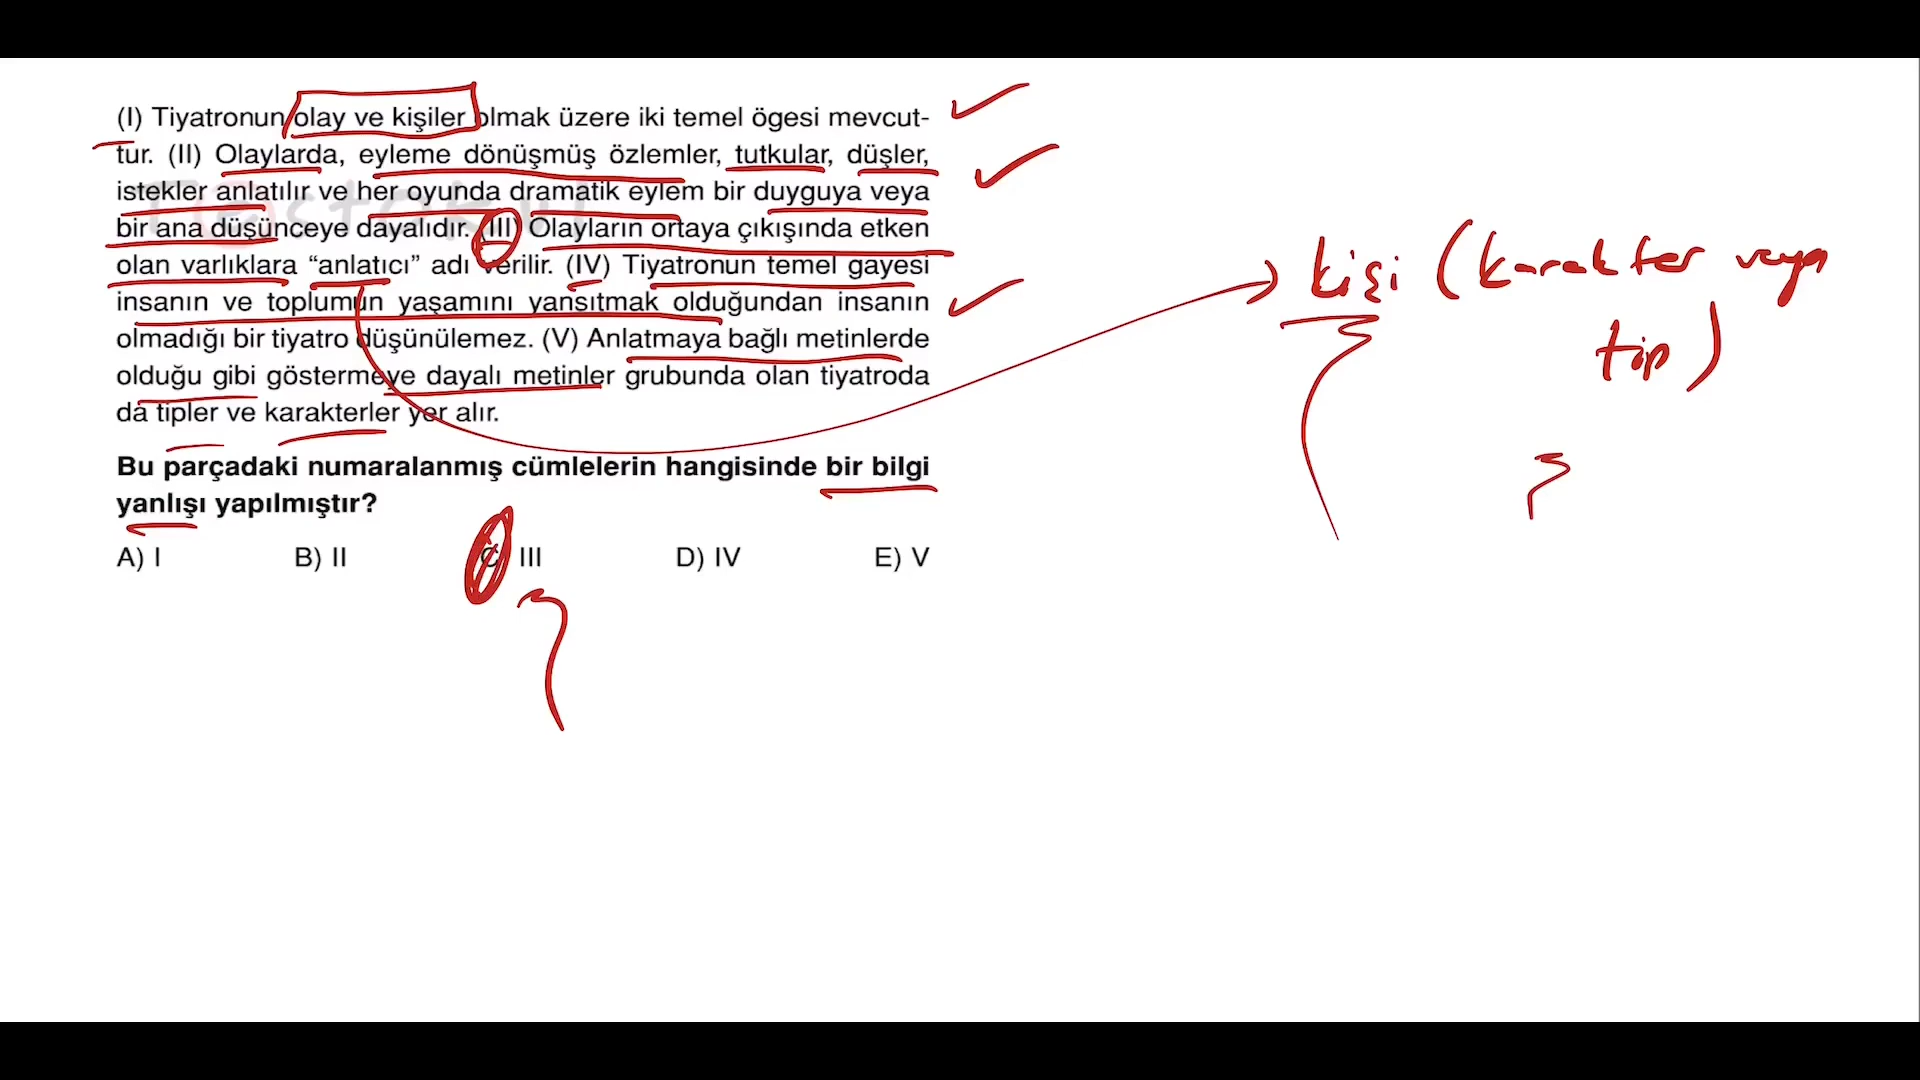 (I) Tiyatronun olay ve kişiler olmak üzere iki temel ögesi mevcut-
tur. (II) Olaylarda, eyleme dönüşmüş özlemler, tutkular, düşler,
istekler anlatılır ve her oyunda dramatik eylem bir duyguya veya
bir ana düşünceye dayalıdır. (III) Olayların ortaya çıkışında etken
olan varlıklara “anlatıcı” adı verilir. (IV) Tiyatronun temel gayesi
insanın ve toplumun yaşamını yansıtmak olduğundan insanın
olmadığı bir tiyatro düşünülemez. (V) Anlatmaya bağlı metinlerde
olduğu gibi göstermeye dayalı metinler grubunda olan tiyatroda
da tipler ve karakterler yer alır.
Bu parçadaki numaralanmış cümlelerin hangisinde bir bilgi
yanlışı yapılmıştır?
A) I B) II C) III D) IV E) V
kişi (karakter veya
tip)